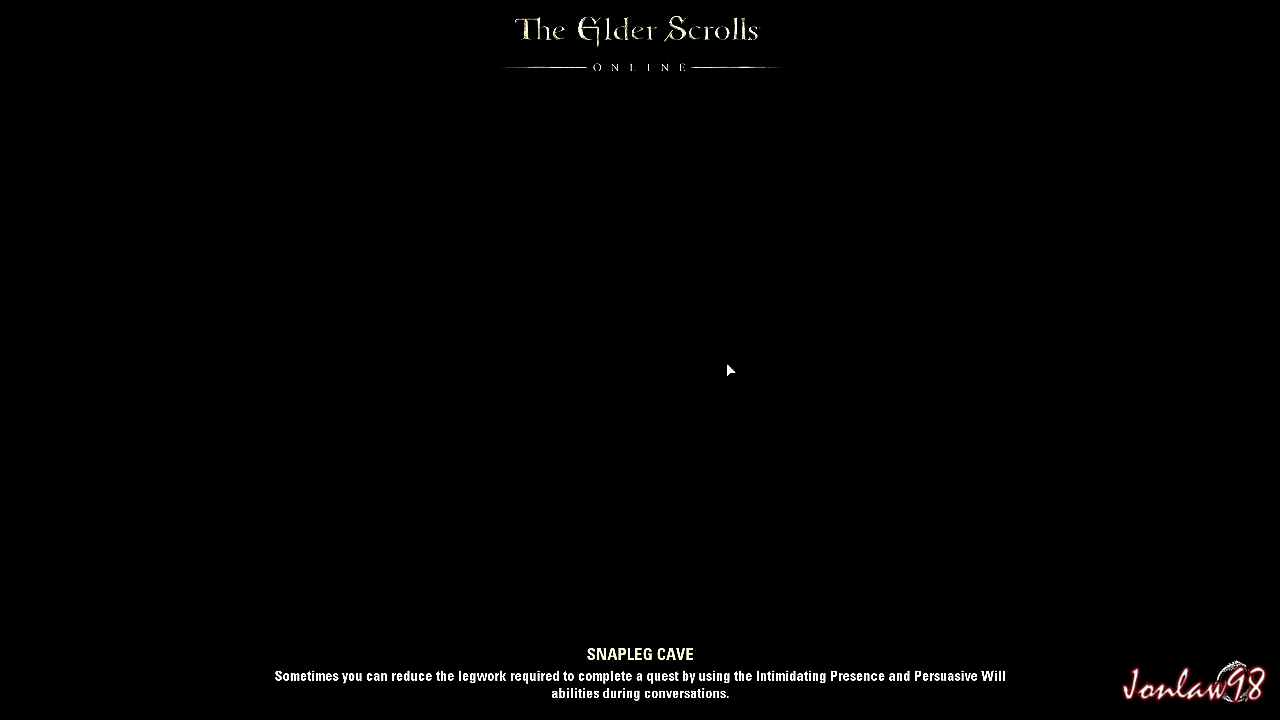 The Elder Scrolls
ONLINE
SNAPLEG CAVE
Sometimes you can reduce the legwork required to complete a quest by using the Intimidating Presence and Persuasive Will
abilities during conversations.
Jonlaw98